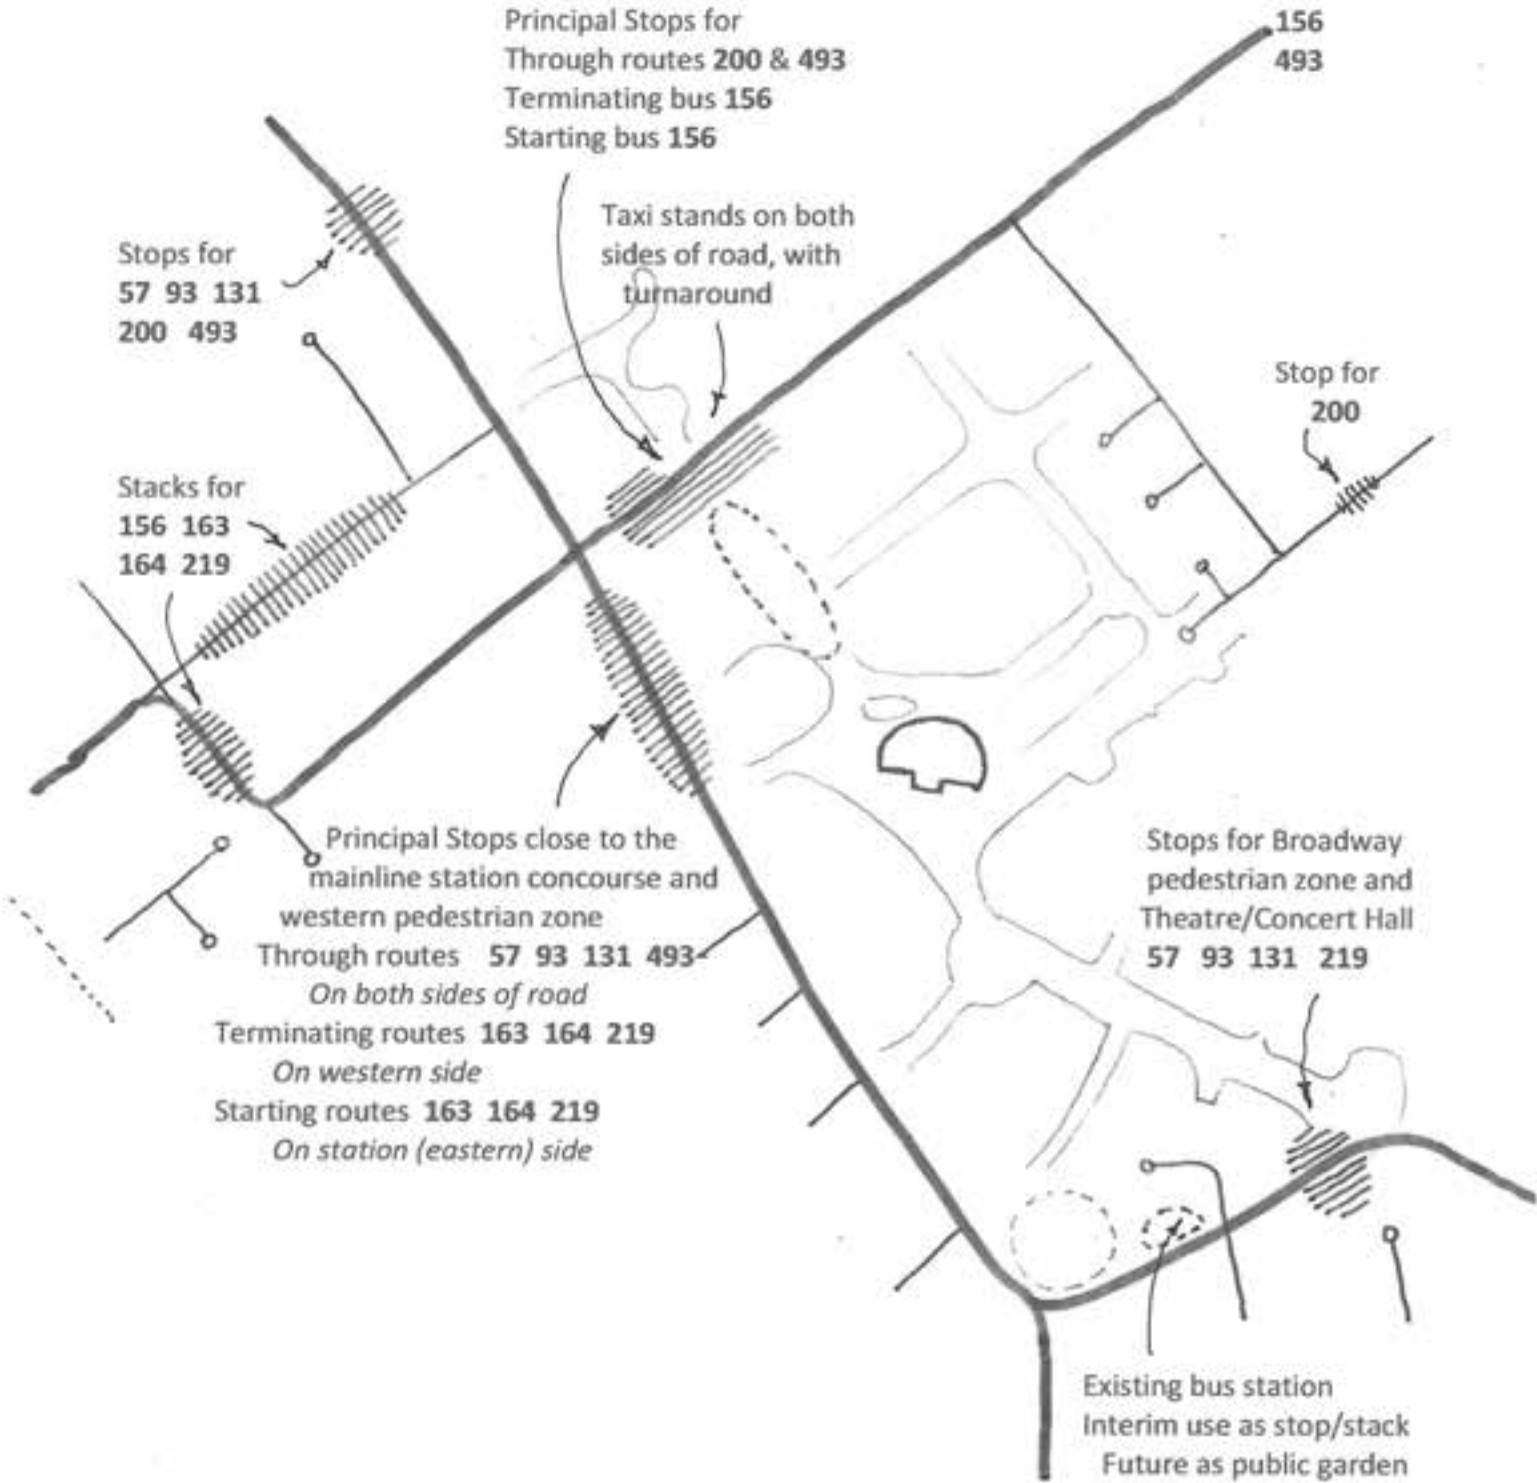 Principal Stops for
Through routes 200 & 493
Terminating bus 156
Starting bus 156
156
493
Taxi stands on both
sides of road, with
turnaround
Stops for
57 93 131
200 493
Stop for
200
Stacks for
156 163
164 219
Principal Stops close to the
mainline station concourse and
western pedestrian zone
Through routes 57 93 131 493
On both sides of road
Terminating routes 163 164 219
On western side
Starting routes 163 164 219
On station (eastern) side
Stops for Broadway
pedestrian zone and
Theatre/Concert Hall
57 93 131 219
Existing bus station
Interim use as stop/stack
Future as public garden